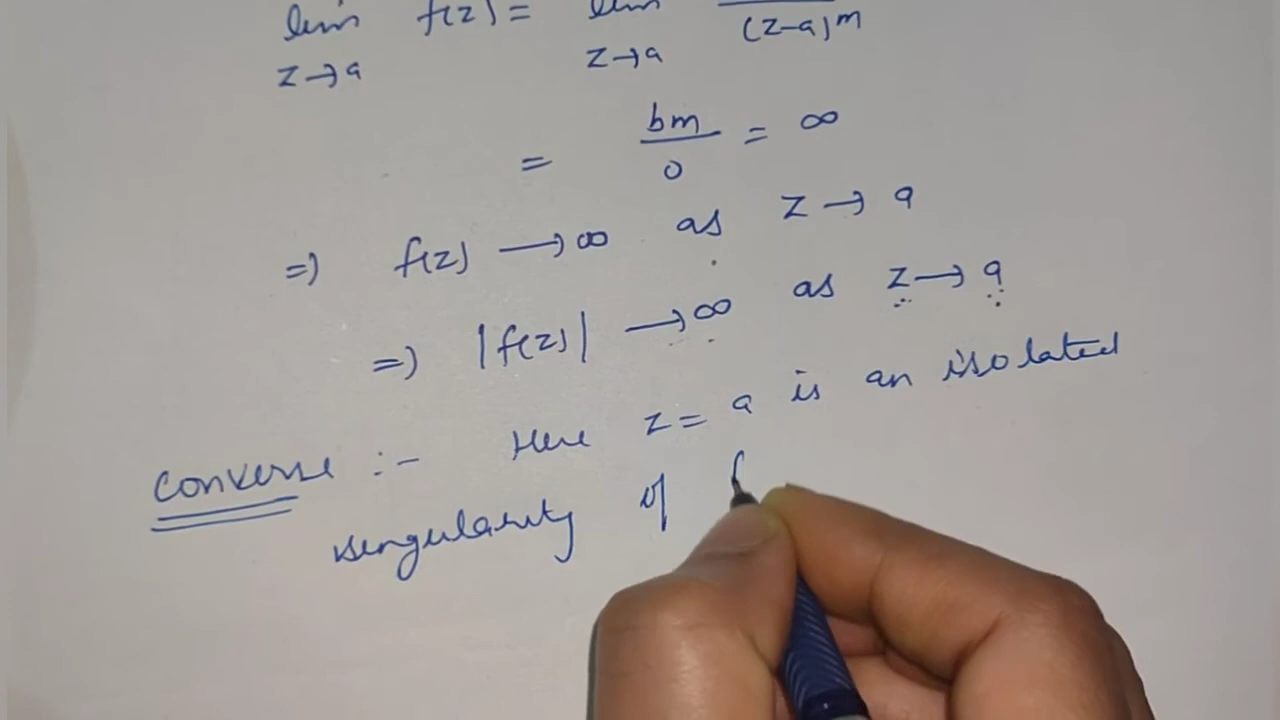 lim f(z) = lim
z→a z→a (z-a)^m
= bm/0 = ∞
=) f(z) → ∞ as z → a
=) |f(z)| → ∞ as z → a
Converse :- Here z = a is an isolated
singularity of